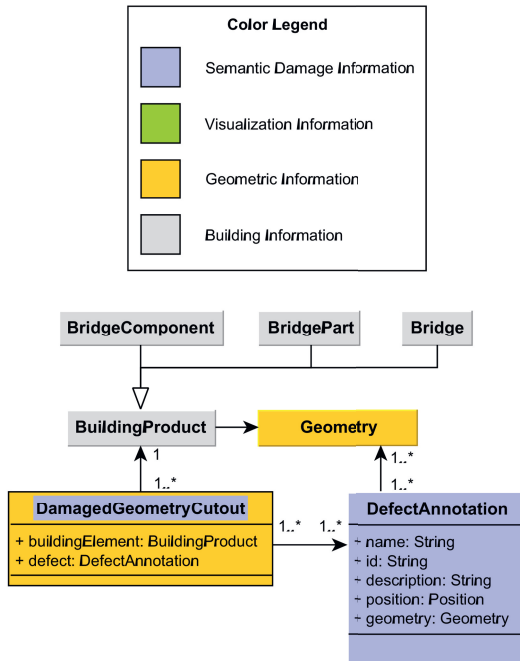 Color Legend
Semantic Damage Information
Visualization Information
Geometric Information
Building Information
BridgeComponent
BridgePart
Bridge
BuildingProduct
Geometry
1
1..*
1..*
1..*
DamagedGeometryCutout
+ buildingElement: BuildingProduct
+ defect: DefectAnnotation
1..*
1..*
DefectAnnotation
+ name: String
+ id: String
+ description: String
+ position: Position
+ geometry: Geometry